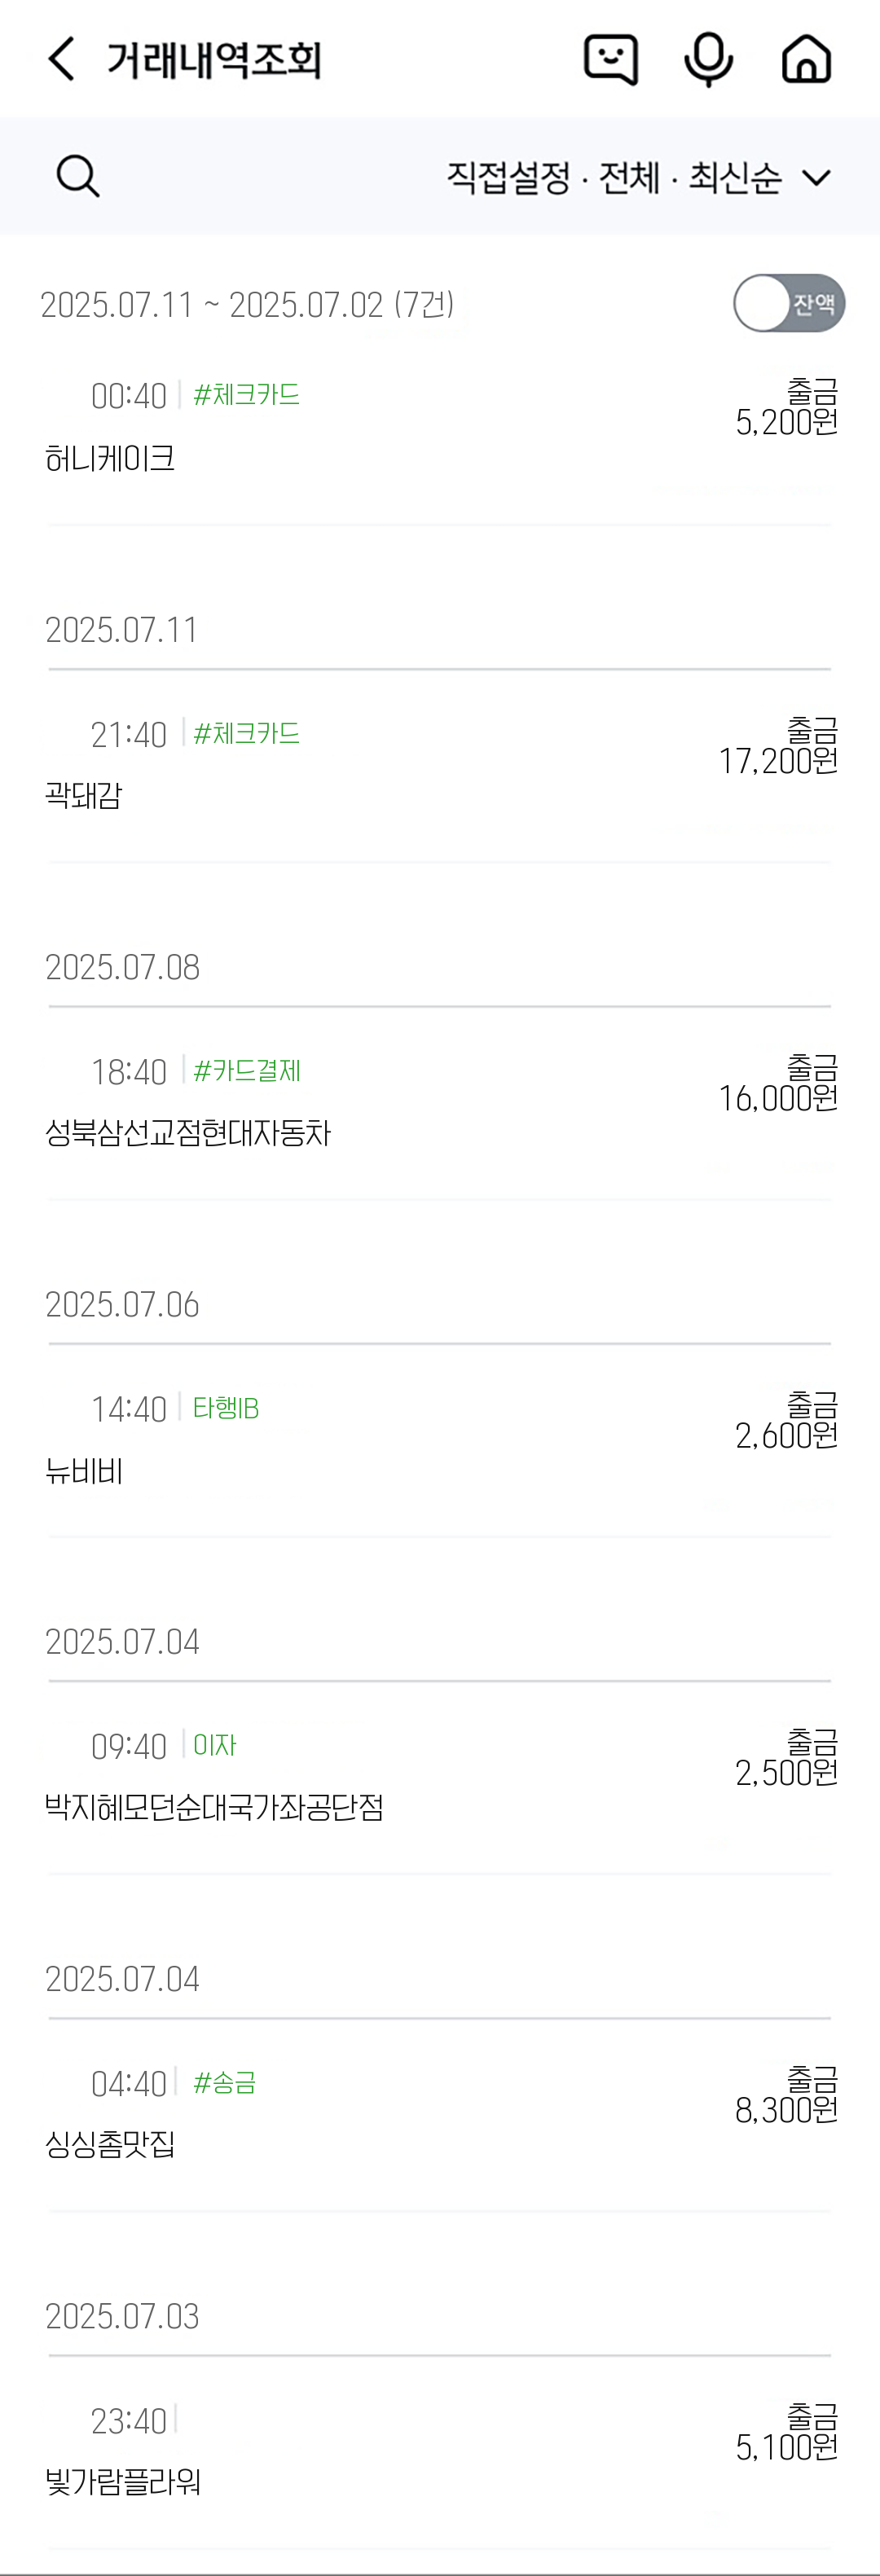 거래내역조회
직접설정 · 전체 · 최신순
2025.07.11 ~ 2025.07.02 (7건)
잔액
00:40 #체크카드
출금
5,200원
허니케이크
2025.07.11
21:40 #체크카드
출금
17,200원
곽돼감
2025.07.08
18:40 #카드결제
출금
16,000원
성북삼선교점현대자동차
2025.07.06
14:40 타행IB
출금
2,600원
뉴비비
2025.07.04
09:40 이자
출금
2,500원
박지혜모던순대국가좌공단점
2025.07.04
04:40 #송금
출금
8,300원
싱싱촘맛집
2025.07.03
23:40
출금
5,100원
빛가람플라워